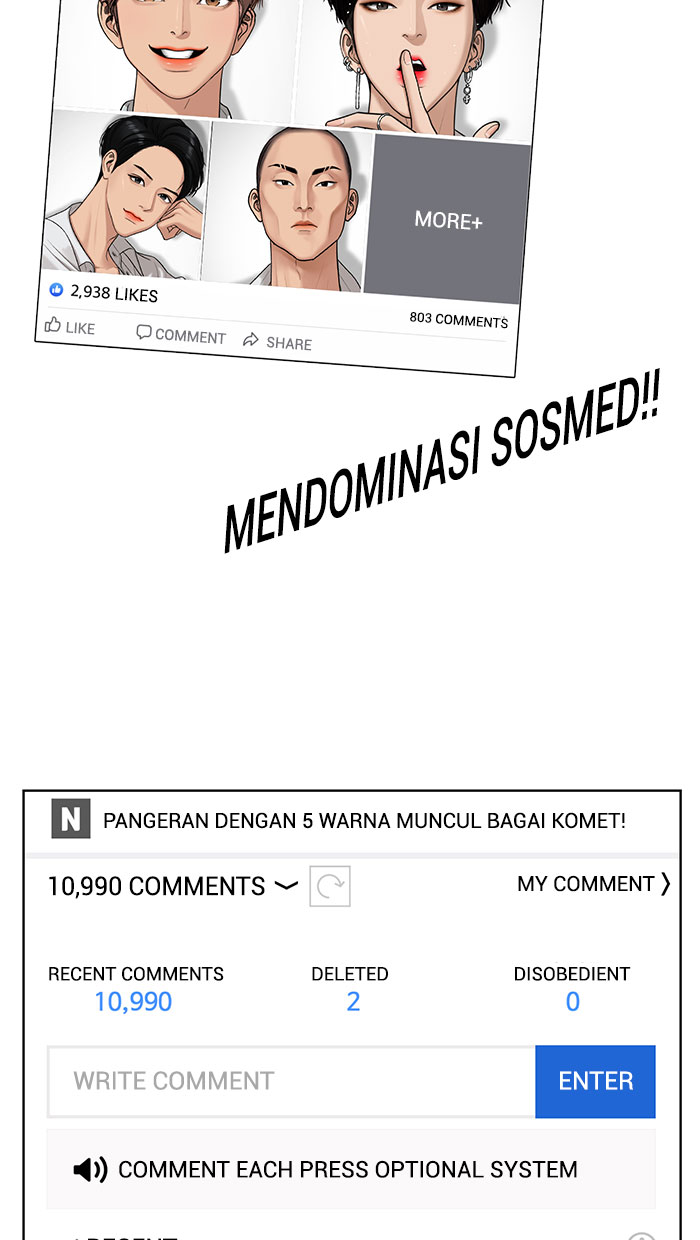 MORE+
2,938 LIKES
803 COMMENTS
LIKE COMMENT SHARE
MENDOMINASI SOSMED!!
N PANGERAN DENGAN 5 WARNA MUNCUL BAGAI KOMET!
10,990 COMMENTS
MY COMMENT
RECENT COMMENTS DELETED DISOBEDIENT
10,990 2 0
WRITE COMMENT ENTER
COMMENT EACH PRESS OPTIONAL SYSTEM